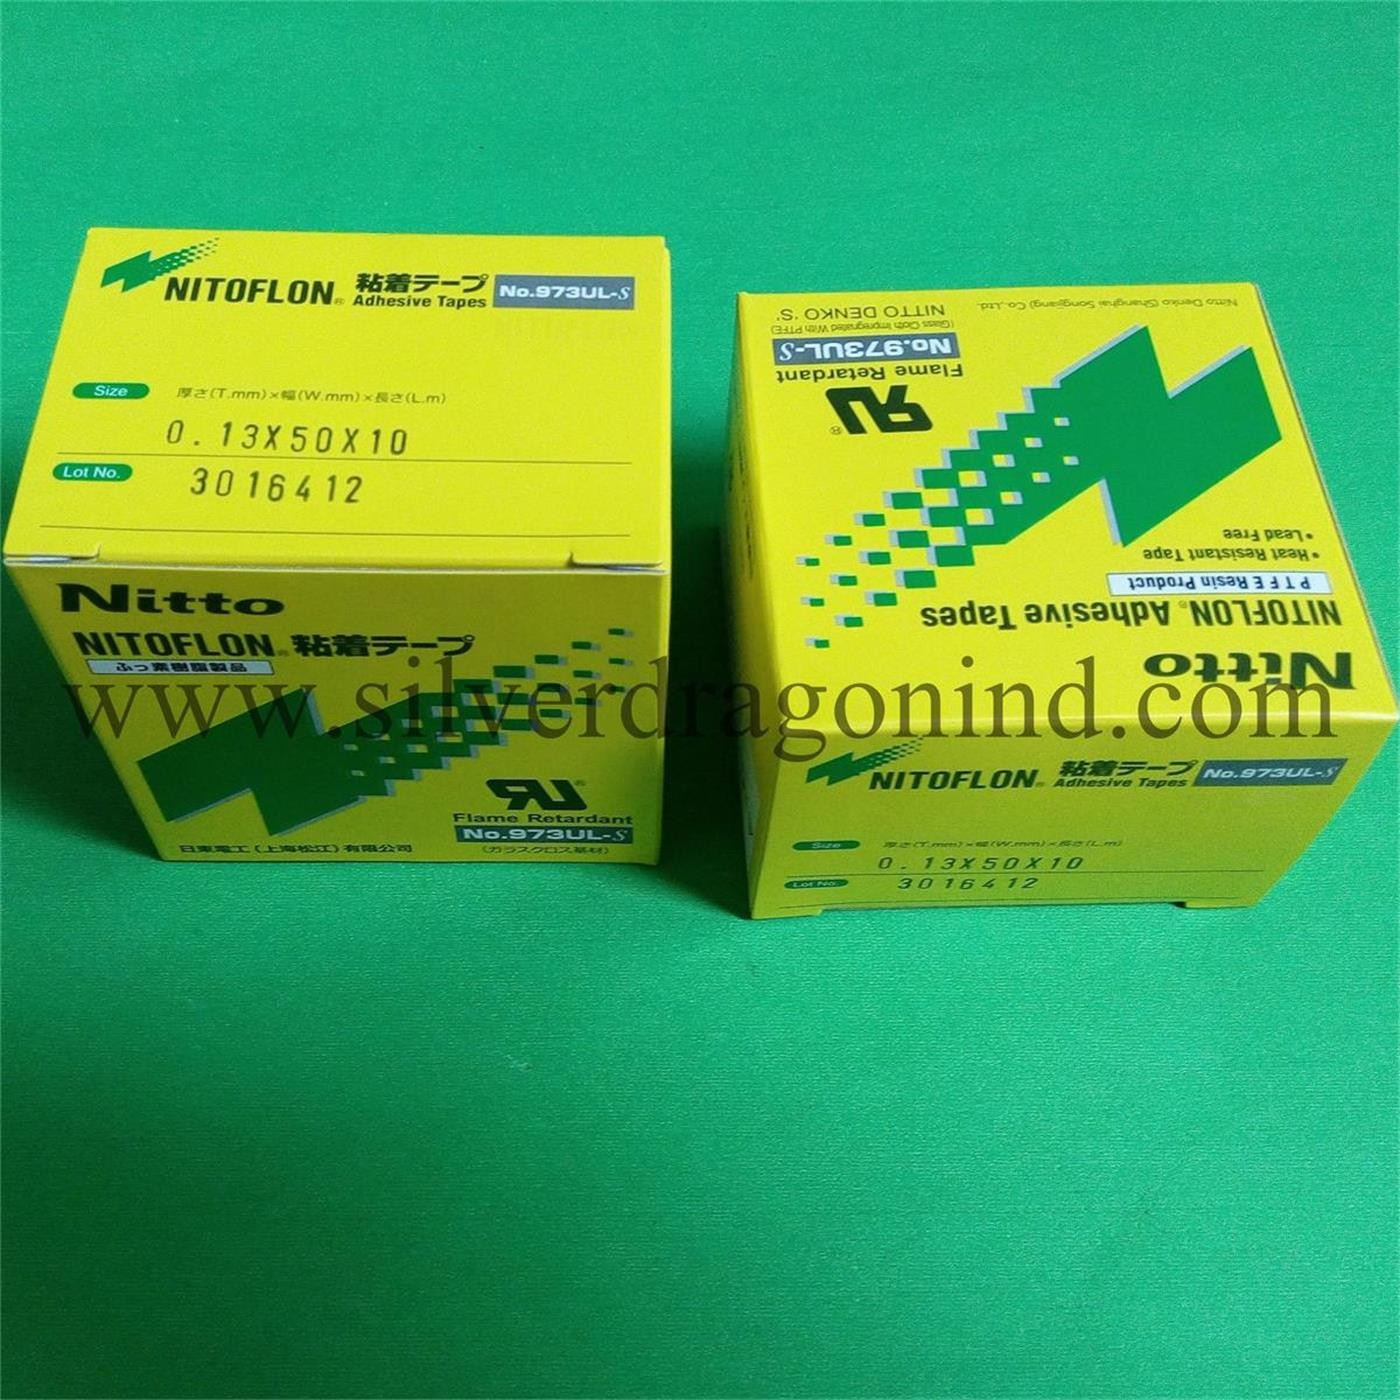 NITOFLON® 粘着テープ Adhesive Tapes No.973UL-S
Size 厚さ(T.mm)×幅(W.mm)×長さ(L.m)
0.13X50X10
Lot No. 3016412
Nitto
NITOFLON® 粘着テープ
ふっ素樹脂製品
UL®
Flame Retardant
No.973UL-S
(ガラスクロス基材)
日東電工(上海松江)有限公司
Nitto
NITOFLON® Adhesive Tapes
PTFE Resin Product
• Heat Resistant Tape
• Lead Free
UL®
Flame Retardant
No.973UL-S
(Glass Cloth Impregnated With PTFE)
NITTO DENKO 'S'
Nitto Denko (Shanghai Songjiang) Co.,Ltd.
NITOFLON® 粘着テープ Adhesive Tapes No.973UL-S
Size 厚さ(T.mm)×幅(W.mm)×長さ(L.m)
0.13X50X10
Lot No. 3016412
www.silverdragonind.com